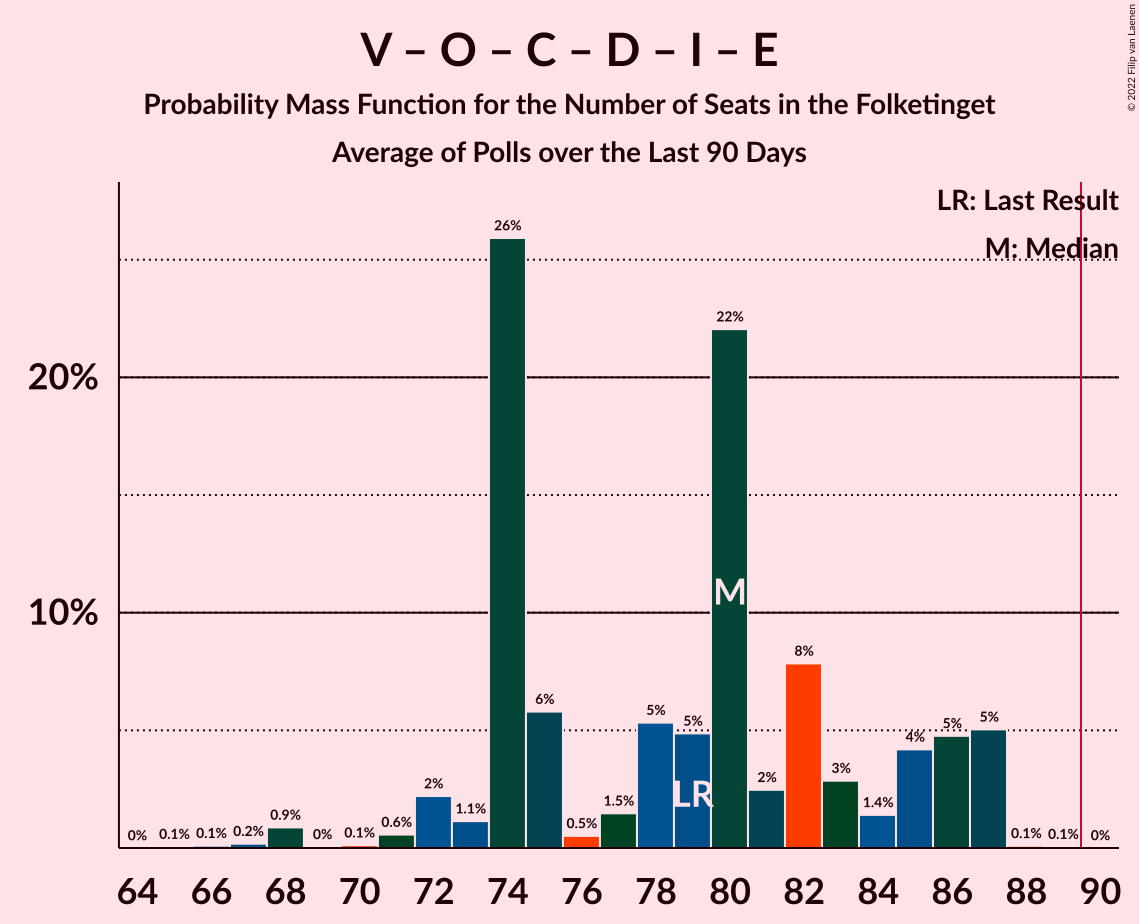 V – O – C – D – I – E
Probability Mass Function for the Number of Seats in the Folketinget
Average of Polls over the Last 90 Days
© 2022 Filip van Laenen
LR: Last Result
M: Median
20%
10%
0% 0.1% 0.1% 0.2% 0.9% 0% 0.1% 0.6% 2% 1.1% 26% 6% 0.5% 1.5% 5% 5% 22% 2% 8% 3% 1.4% 4% 5% 5% 0.1% 0.1% 0%
M
LR
64 66 68 70 72 74 76 78 80 82 84 86 88 90